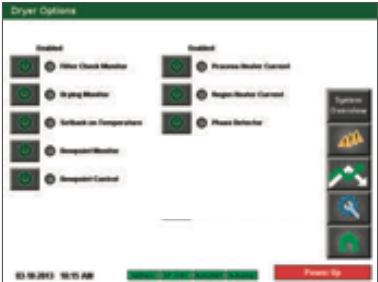 Dryer Options
Enabled Enabled
Filter Check Monitor Process Heater Current
Drying Monitor Regen Heater Current
Setback on Temperature Phase Detector
Dewpoint Monitor
Dewpoint Control
System
Overview
03-18-2013 10:15 AM
Power Up